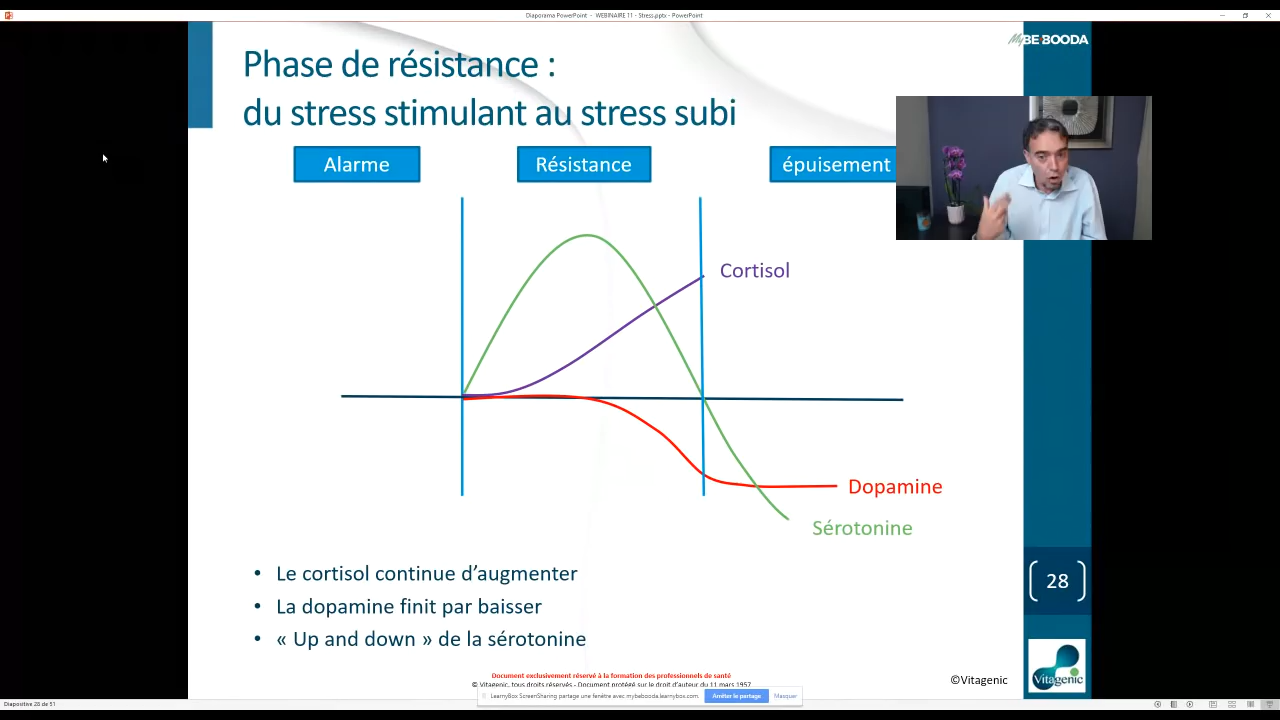 Diaporama PowerPoint - WEBINAIRE 11 - Stress.pptx - PowerPoint
MyBE-BOODA
Phase de résistance :
du stress stimulant au stress subi
Alarme
Résistance
épuisement
Cortisol
Dopamine
Sérotonine
• Le cortisol continue d’augmenter
• La dopamine finit par baisser
• « Up and down » de la sérotonine
28
Document exclusivement réservé à la formation des professionnels de santé
© Vitagenic, tous droits réservés - Document protégé sur le droit d'auteur du 11 mars 1957
©Vitagenic
Vitagenic
LearnyBox ScreenSharing partage une fenêtre avec mybebooda.learnybox.com.
Arrêter le partage
Masquer
Diapositive 28 de 51